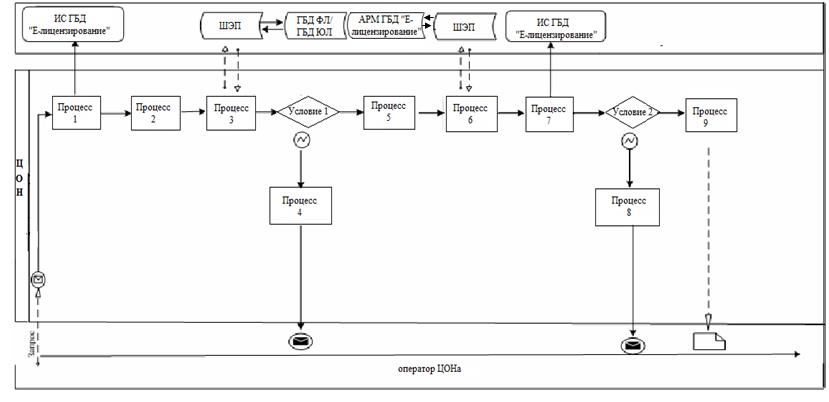 ИС ГБД
"Е-лицензирование"
ШЭП
ГБД ФЛ/
ГБД ЮЛ
АРМ ГБД "Е-
лицензирование"
ШЭП
ИС ГБД
"Е-лицензирование"
Процесс
1
Процесс
2
Процесс
3
Условие 1
Процесс
5
Процесс
6
Процесс
7
Условие 2
Процесс
9
Ц
О
Н
Процесс
4
Процесс
8
Запрос
оператор ЦОНа